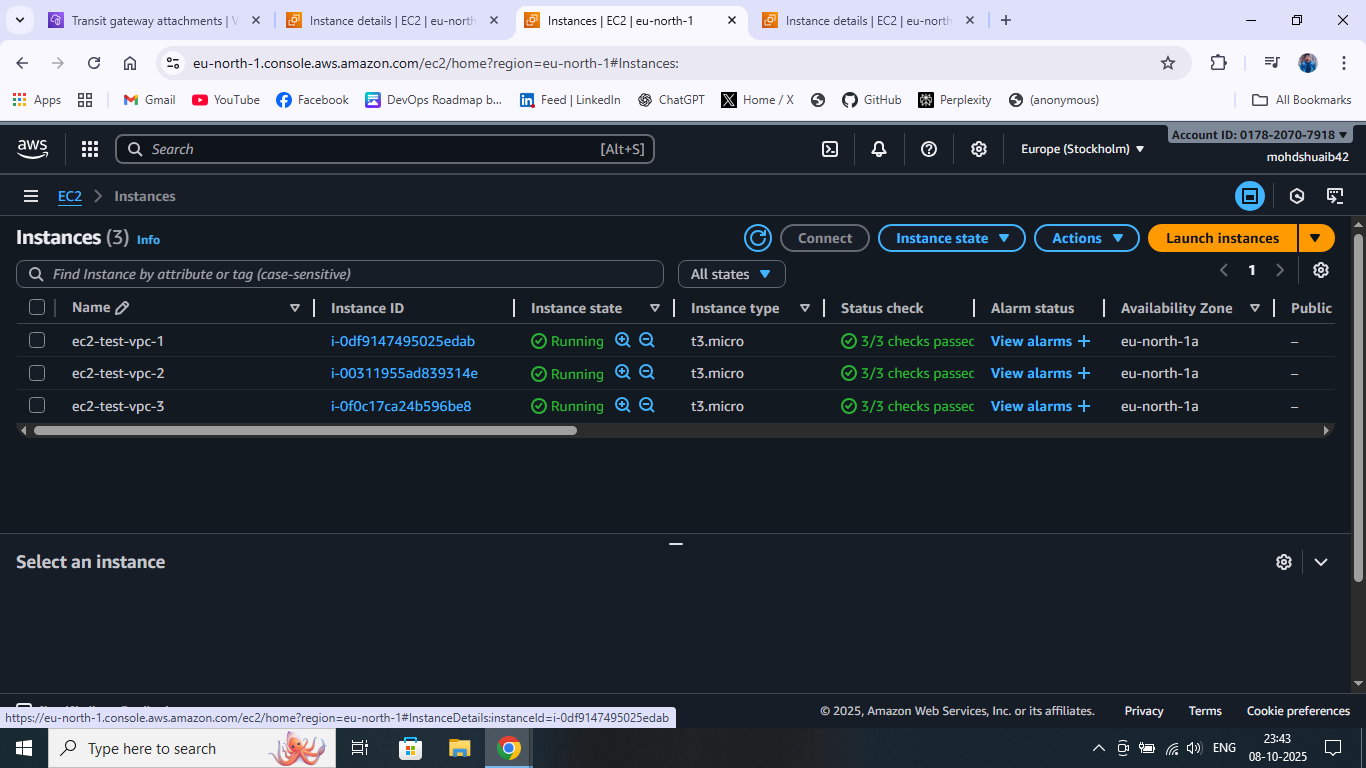 Transit gateway attachments | V
Instance details | EC2 | eu-north
Instances | EC2 | eu-north-1
Instance details | EC2 | eu-north
eu-north-1.console.aws.amazon.com/ec2/home?region=eu-north-1#Instances:
Apps Gmail YouTube Facebook DevOps Roadmap b... Feed | LinkedIn ChatGPT Home / X GitHub Perplexity (anonymous) All Bookmarks
aws Search [Alt+S] Europe (Stockholm) Account ID: 0178-2070-7918
mohdshuaib42
EC2 Instances
Instances (3) Info Connect Instance state Actions Launch instances
Find Instance by attribute or tag (case-sensitive) All states 1
Name Instance ID Instance state Instance type Status check Alarm status Availability Zone Public
ec2-test-vpc-1 i-0df9147495025edab Running t3.micro 3/3 checks passed View alarms + eu-north-1a –
ec2-test-vpc-2 i-00311955ad839314e Running t3.micro 3/3 checks passed View alarms + eu-north-1a –
ec2-test-vpc-3 i-0f0c17ca24b596be8 Running t3.micro 3/3 checks passed View alarms + eu-north-1a –
Select an instance
https://eu-north-1.console.aws.amazon.com/ec2/home?region=eu-north-1#InstanceDetails:instanceId=i-0df9147495025edab
© 2025, Amazon Web Services, Inc. or its affiliates. Privacy Terms Cookie preferences
Type here to search ENG 23:43
08-10-2025